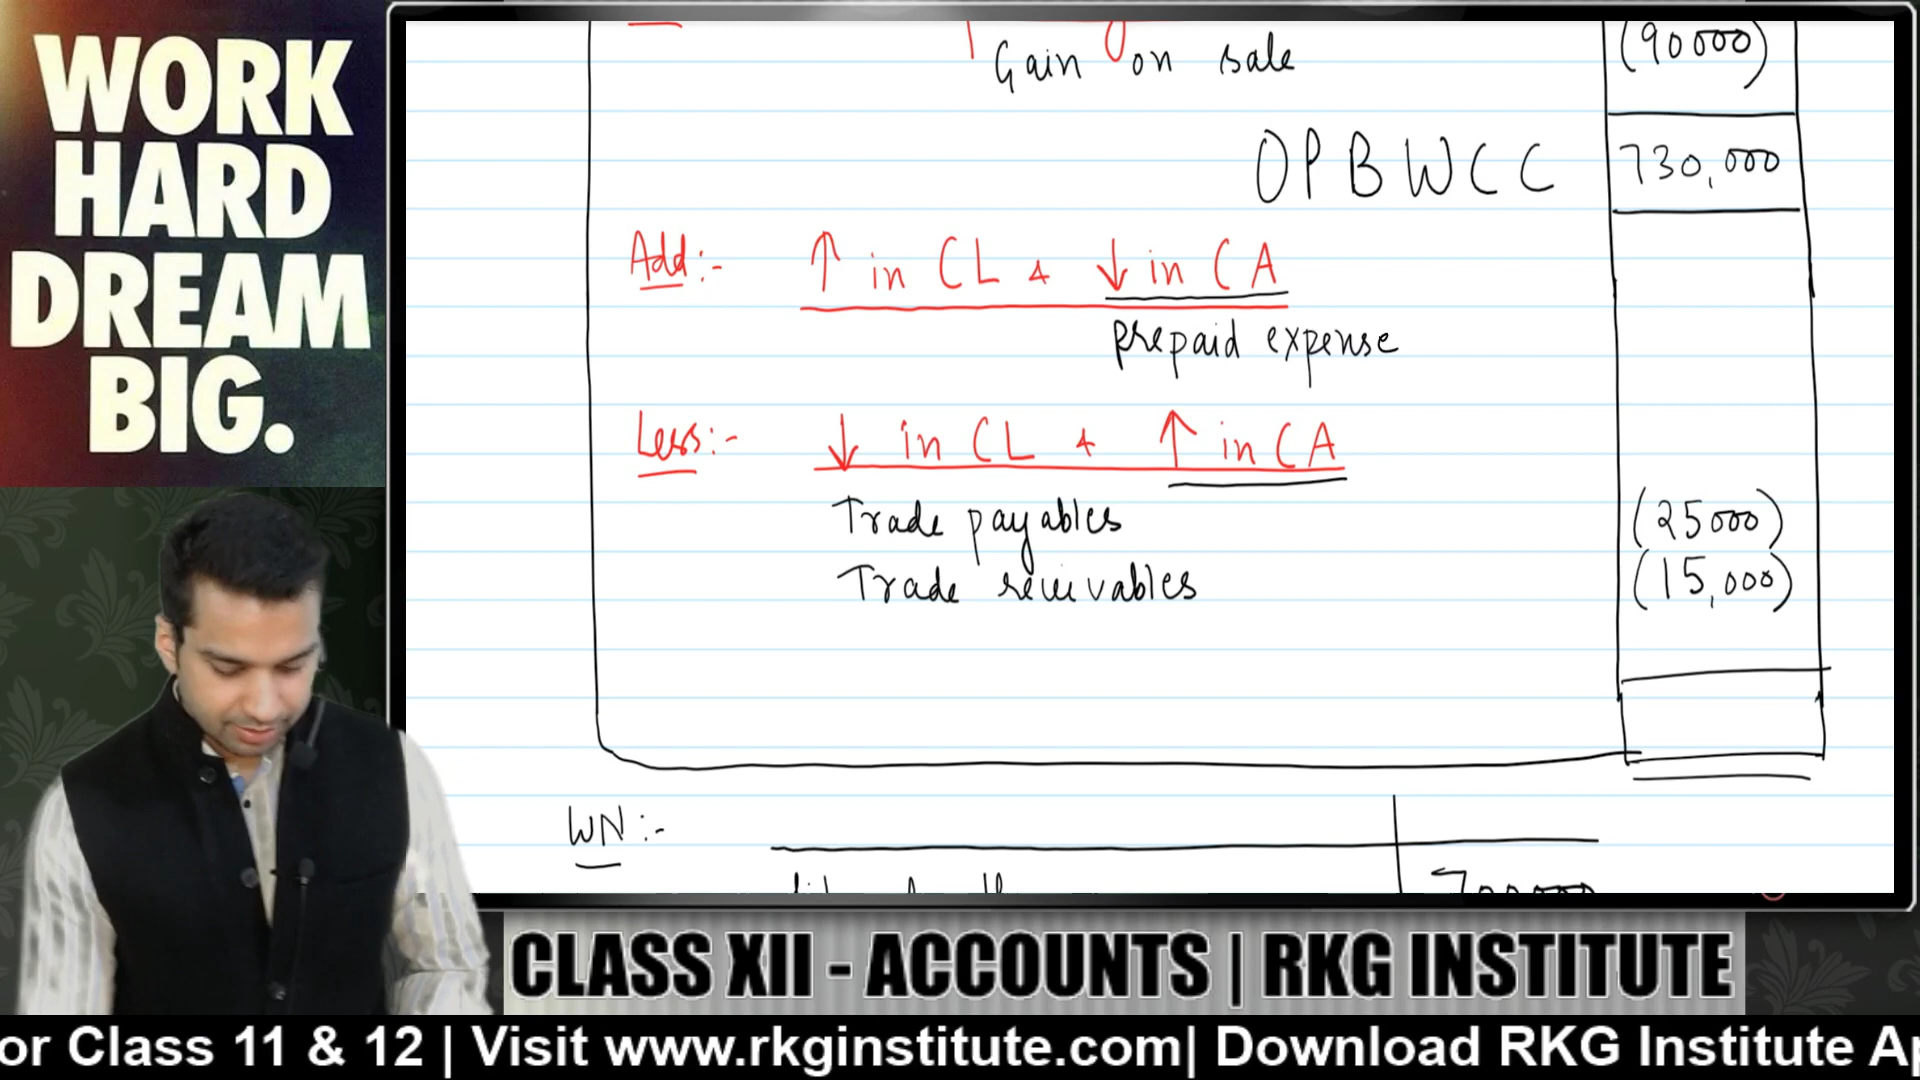 WORK
HARD
DREAM
BIG.
Gain on sale (90000)
OPBWCC 730,000
Add:- ↑ in CL & ↓ in CA
prepaid expense
Less:- ↓ in CL & ↑ in CA
Trade payables (25000)
Trade receivables (15,000)
WN:-
CLASS XII - ACCOUNTS | RKG INSTITUTE
or Class 11 & 12 | Visit www.rkginstitute.com| Download RKG Institute Ap